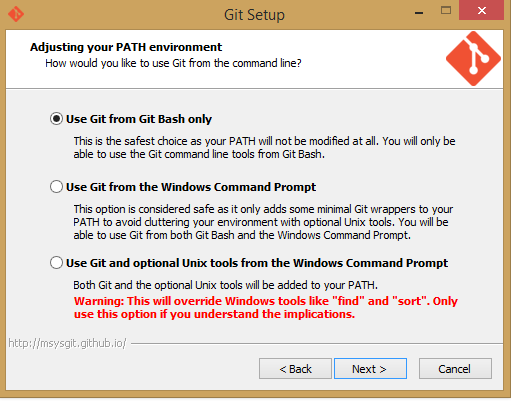 Git Setup
Adjusting your PATH environment
How would you like to use Git from the command line?
Use Git from Git Bash only
This is the safest choice as your PATH will not be modified at all. You will only be
able to use the Git command line tools from Git Bash.
Use Git from the Windows Command Prompt
This option is considered safe as it only adds some minimal Git wrappers to your
PATH to avoid cluttering your environment with optional Unix tools. You will be
able to use Git from both Git Bash and the Windows Command Prompt.
Use Git and optional Unix tools from the Windows Command Prompt
Both Git and the optional Unix tools will be added to your PATH.
Warning: This will override Windows tools like "find" and "sort". Only
use this option if you understand the implications.
http://msysgit.github.io/
< Back
Next >
Cancel